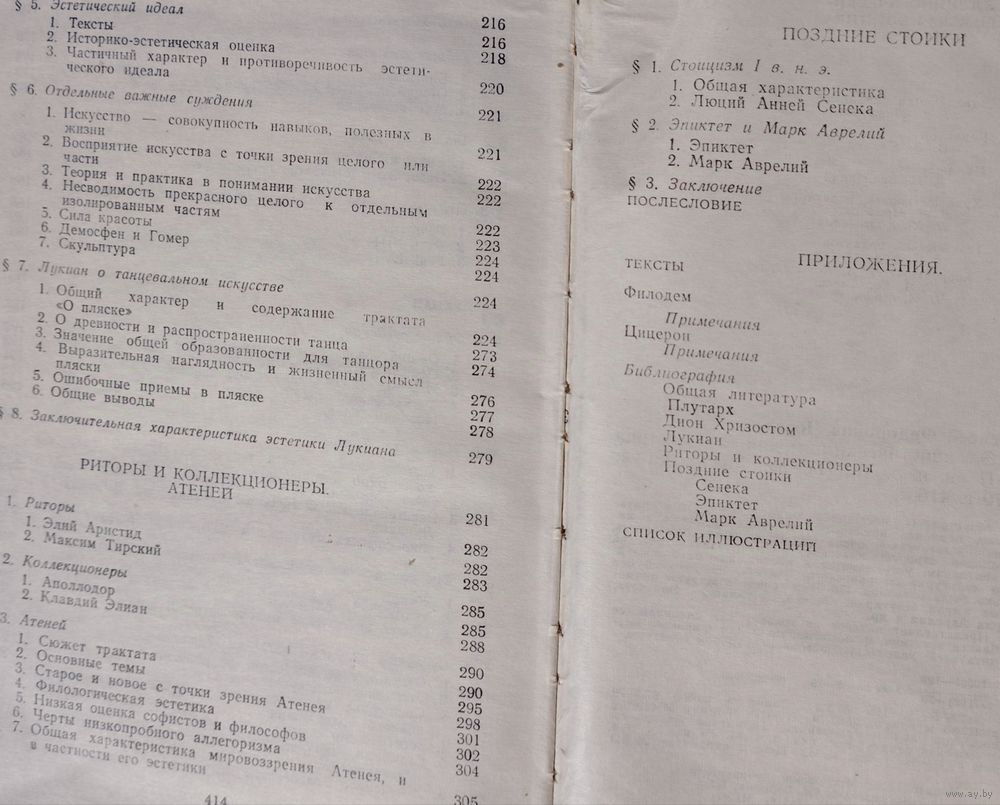 § 5. Эстетический идеал
1. Тексты 216
2. Историко-эстетическая оценка 216
3. Частичный характер и противоречивость эстети- 218
ческого идеала
§ 6. Отдельные важные суждения 220
1. Искусство — совокупность навыков, полезных в 221
жизни
2. Восприятие искусства с точки зрения целого или 221
части
3. Теория и практика в понимании искусства 222
4. Несводимость прекрасного целого к отдельным 222
изолированным частям
5. Сила красоты 222
6. Демосфен и Гомер 223
7. Скульптура 224
§ 7. Лукиан о танцевальном искусстве 224
1. Общий характер и содержание трактата 224
«О пляске»
2. О древности и распространенности танца 224
3. Значение общей образованности для танцора 273
4. Выразительная наглядность и жизненный смысл 274
пляски
5. Ошибочные приемы в пляске 276
6. Общие выводы 277
§ 8. Заключительная характеристика эстетики Лукиана 278
279
РИТОРЫ И КОЛЛЕКЦИОНЕРЫ.
АТЕНЕЙ
1. Риторы 281
1. Элий Аристид
2. Максим Тирский 282
2. Коллекционеры 282
1. Аполлодор 283
2. Клавдий Элиан 285
3. Атеней 285
1. Сюжет трактата 288
2. Основные темы 290
3. Старое и новое с точки зрения Атенея 290
4. Филологическая эстетика 295
5. Низкая оценка софистов и философов 298
6. Черты низкопробного аллегоризма 301
7. Общая характеристика мировоззрения Атенея, и 302
в частности его эстетики 304
414 305
ПОЗДНИЕ СТОИКИ
§ 1. Стоицизм I в. н. э.
1. Общая характеристика
2. Люций Анней Сенека
§ 2. Эпиктет и Марк Аврелий
1. Эпиктет
2. Марк Аврелий
§ 3. Заключение
ПОСЛЕСЛОВИЕ
ПРИЛОЖЕНИЯ.
ТЕКСТЫ
Филодем
Примечания
Цицерон
Примечания
Библиография
Общая литература
Плутарх
Дион Хризостом
Лукиан
Риторы и коллекционеры
Поздние стоики
Сенека
Эпиктет
Марк Аврелий
СПИСОК ИЛЛЮСТРАЦИЙ
www.ay.by